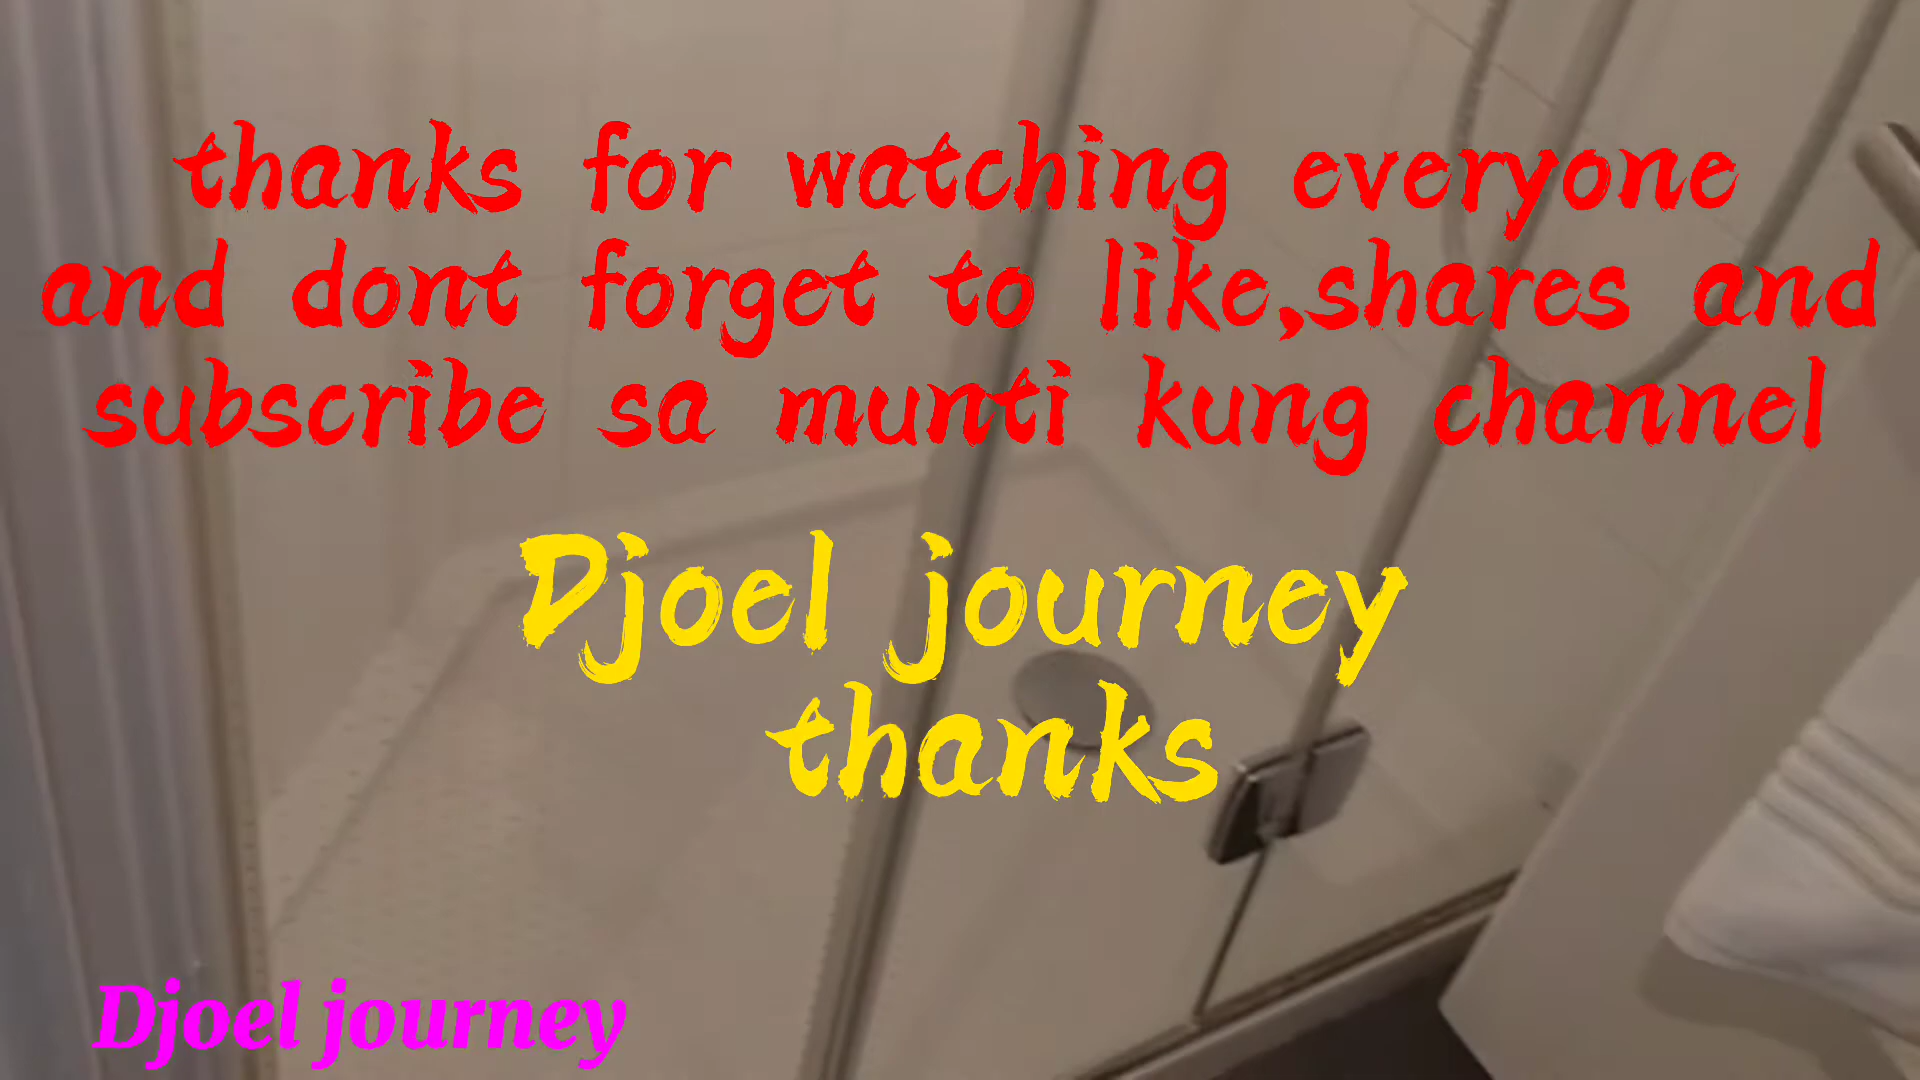 thanks for watching everyone
and dont forget to like,shares and
subscribe sa munti kung channel
Djoel journey
thanks
Djoel journey